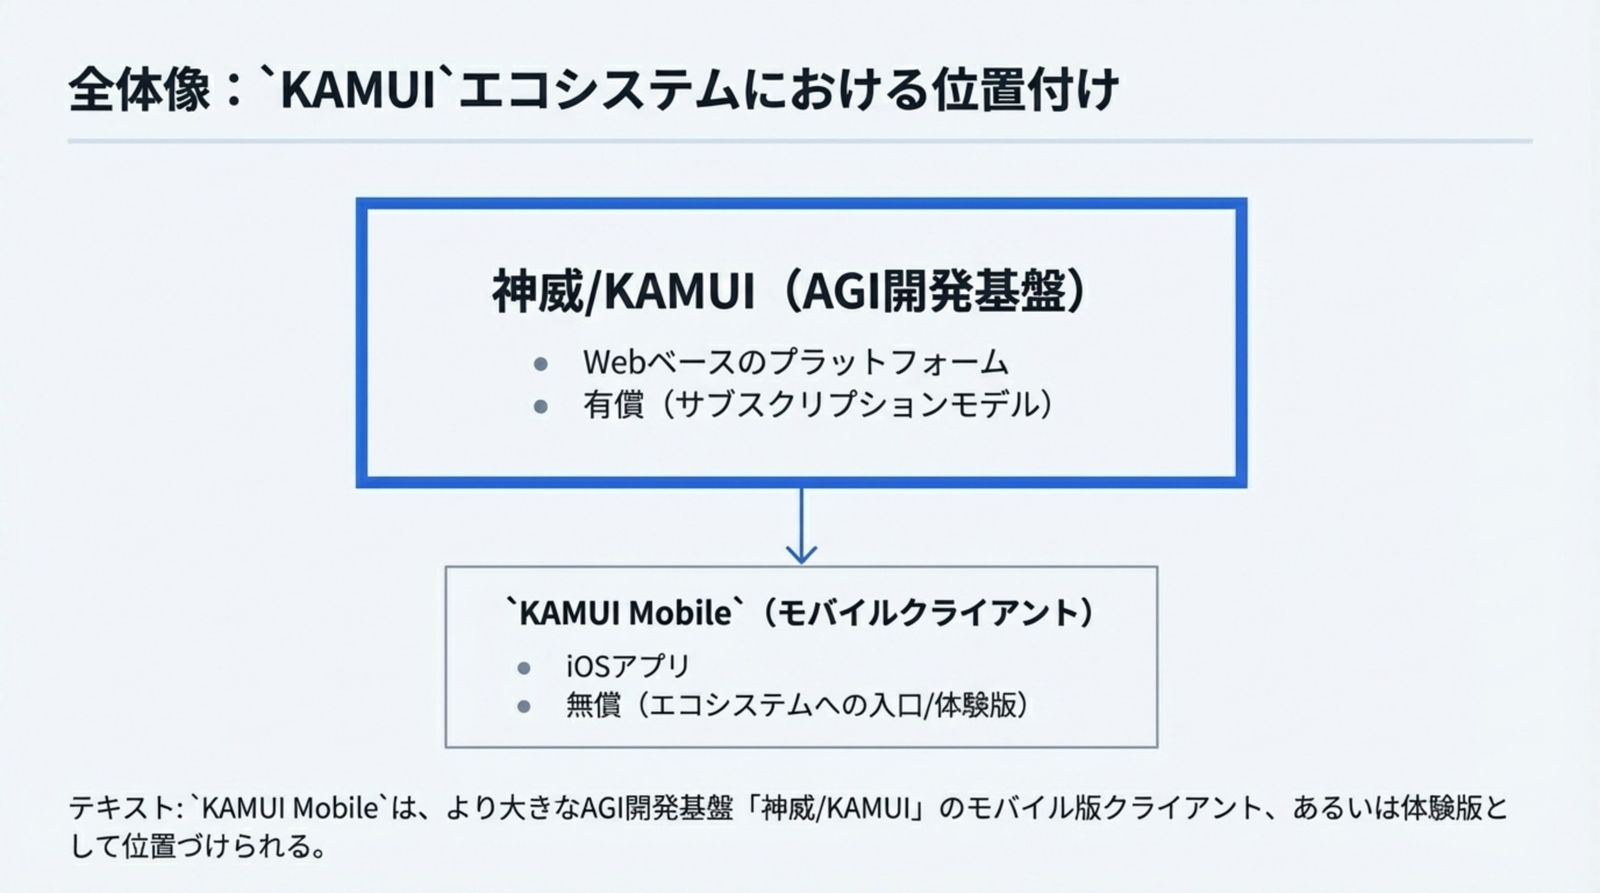 全体像：`KAMUI`エコシステムにおける位置付け
神威/KAMUI（AGI開発基盤）
● Webベースのプラットフォーム
● 有償（サブスクリプションモデル）
`KAMUI Mobile`（モバイルクライアント）
● iOSアプリ
● 無償（エコシステムへの入口/体験版）
テキスト: `KAMUI Mobile`は、より大きなAGI開発基盤「神威/KAMUI」のモバイル版クライアント、あるいは体験版と
して位置づけられる。